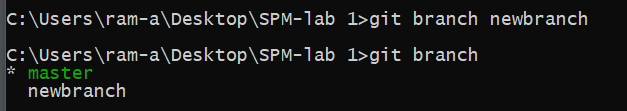 C:\Users\ram-a\Desktop\SPM-lab 1>git branch newbranch
C:\Users\ram-a\Desktop\SPM-lab 1>git branch
* master
newbranch